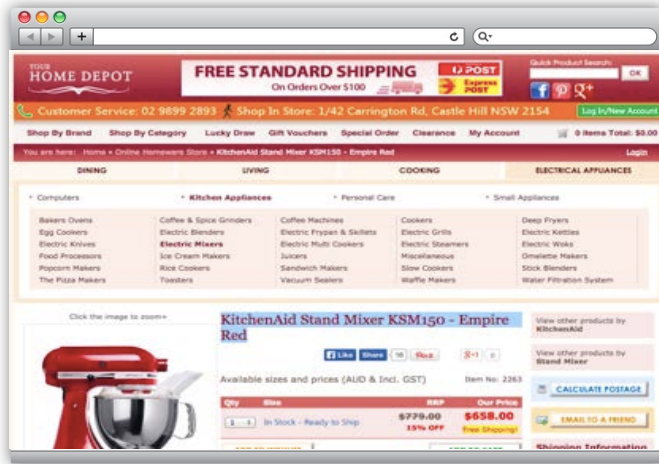 YOUR
HOME DEPOT
FREE STANDARD SHIPPING
On Orders Over $100
POST
Express
POST
Quick Product Search:
OK
Customer Service: 02 9899 2893 Shop In Store: 1/42 Carrington Rd, Castle Hill NSW 2154 Log In/New Account
Shop By Brand Shop By Category Lucky Draw Gift Vouchers Special Order Clearance My Account 0 Items Total: $0.00
You are here: Home » Online Homeware Store » KitchenAid Stand Mixer KSM150 - Empire Red Login
DINING LIVING COOKING ELECTRICAL APPLIANCES
Computers Kitchen Appliances Personal Care Small Appliances
Bakers Ovens Coffee & Spice Grinders Coffee Machines Cookers Deep Fryers
Egg Cookers Electric Blenders Electric Frypan & Skillets Electric Grills Electric Kettles
Electric Knives Electric Mixers Electric Multi Cookers Electric Steamers Electric Woks
Food Processors Ice Cream Makers Juicers Miscellaneous Omelette Makers
Popcorn Makers Rice Cookers Sandwich Makers Slow Cookers Stick Blenders
The Pizza Makers Toasters Vacuum Sealers Waffle Makers Water Filtration System
Click the image to zoom+
KitchenAid Stand Mixer KSM150 - Empire
Red
Like Share 16 Pin it g+1 0
Available sizes and prices (AUD & Incl. GST) Item No: 2263
Qty Size RRP Our Price
1 In Stock - Ready to Ship $779.00 $658.00
15% OFF Free Shipping!
View other products by
KitchenAid
View other products by
Stand Mixer
CALCULATE POSTAGE
EMAIL TO A FRIEND
Shipping Information